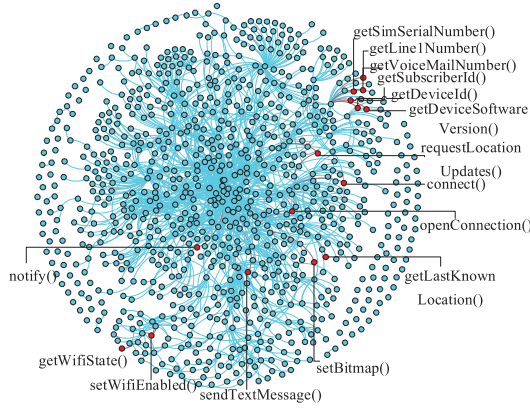 getSimSerialNumber()
getLine1Number()
getVoiceMailNumber()
getSubscriberId()
getDeviceId()
getDeviceSoftware
Version()
requestLocation
Updates()
connect()
openConnection()
notify()
getLastKnown
Location()
getWifiState()
setBitmap()
setWifiEnabled()
sendTextMessage()